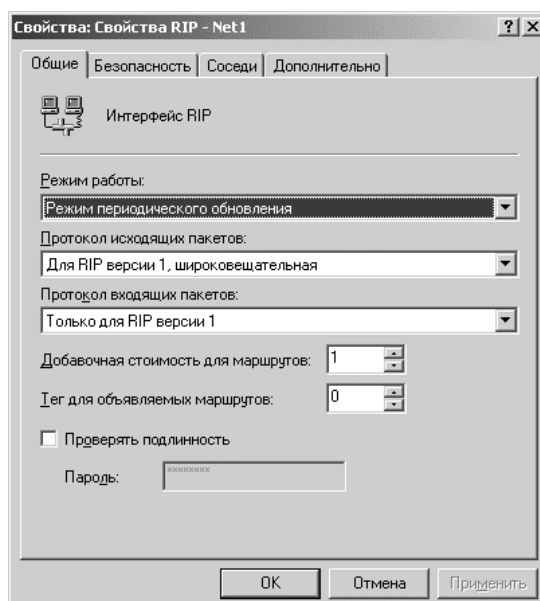 Свойства: Свойства RIP - Net1
Общие Безопасность Соседи Дополнительно
Интерфейс RIP
Режим работы:
Режим периодического обновления
Протокол исходящих пакетов:
Для RIP версии 1, широковещательная
Протокол входящих пакетов:
Только для RIP версии 1
Добавочная стоимость для маршрутов: 1
Тег для объявляемых маршрутов: 0
Проверять подлинность
Пароль: xxxxxxxx
OK Отмена Применить